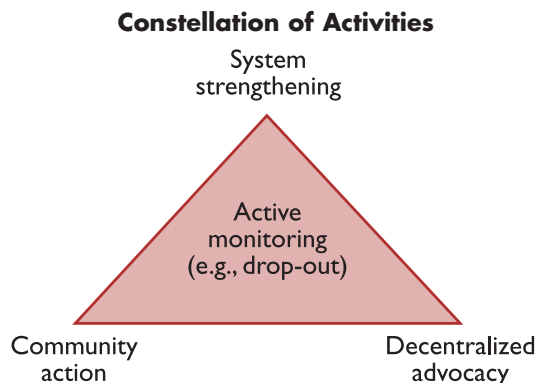 Constellation of Activities
System
strengthening
Active
monitoring
(e.g., drop-out)
Community
action
Decentralized
advocacy